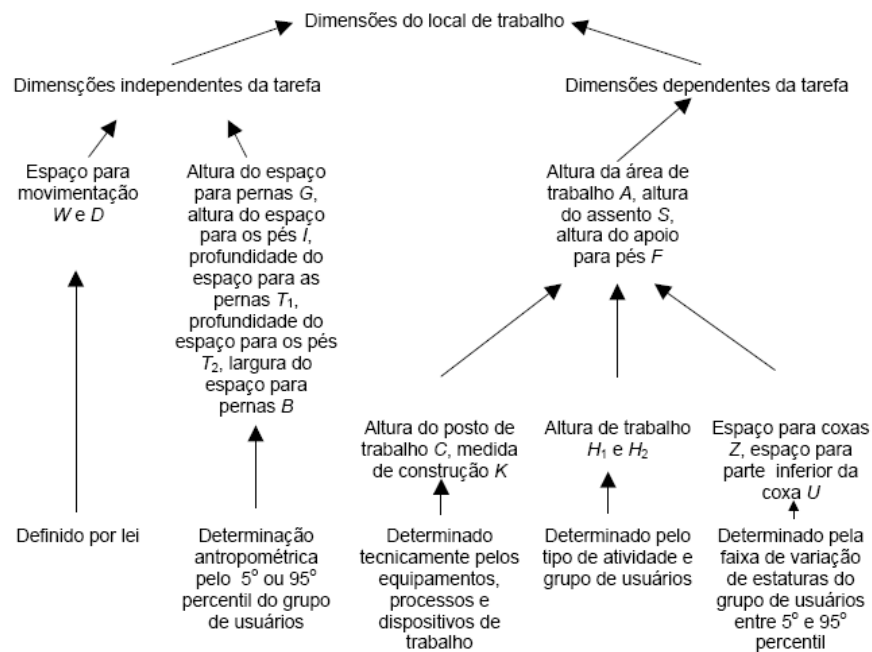 Dimensões do local de trabalho
Dimensções independentes da tarefa
Dimensões dependentes da tarefa
Espaço para
movimentação
W e D
Altura do espaço
para pernas G,
altura do espaço
para os pés I,
profundidade do
espaço para as
pernas T₁,
profundidade do
espaço para os pés
T₂, largura do
espaço para
pernas B
Altura da área de
trabalho A, altura
do assento S,
altura do apoio
para pés F
Altura do posto de
trabalho C, medida
de construção K
Altura de trabalho
H₁ e H₂
Espaço para coxas
Z, espaço para
parte inferior da
coxa U
Definido por lei
Determinação
antropométrica
pelo 5° ou 95°
percentil do grupo
de usuários
Determinado
tecnicamente pelos
equipamentos,
processos e
dispositivos de
trabalho
Determinado pelo
tipo de atividade e
grupo de usuários
Determinado pela
faixa de variação
de estaturas do
grupo de usuários
entre 5° e 95°
percentil